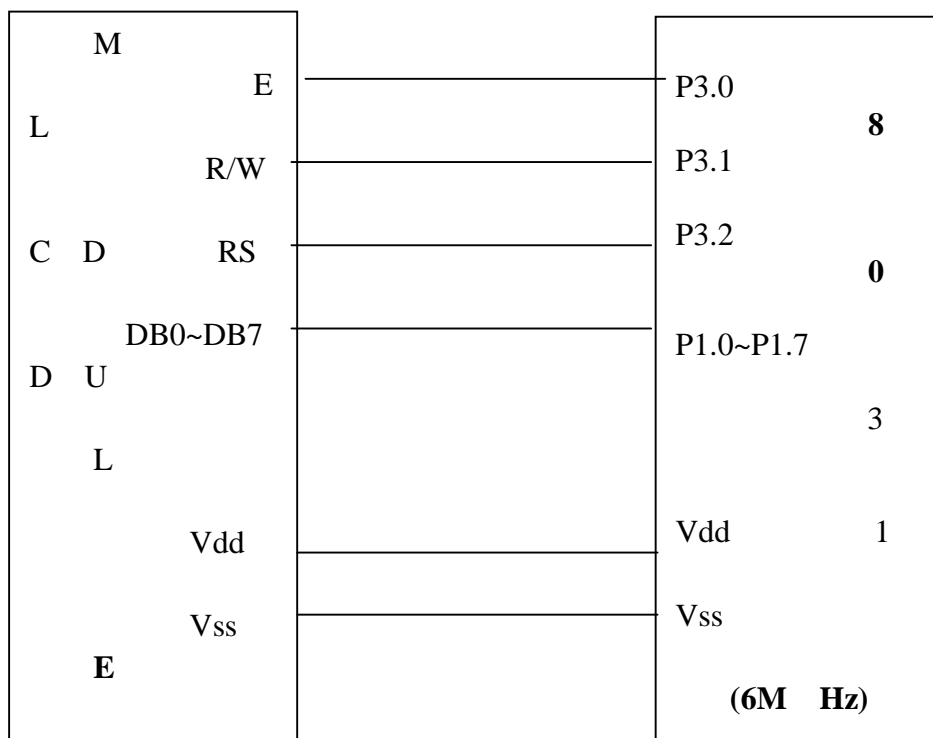 M
E P3.0
L 8
R/W P3.1
C D RS P3.2
0
DB0~DB7 P1.0~P1.7
D U
3
L
Vdd Vdd 1
Vss Vss
E
(6M Hz)